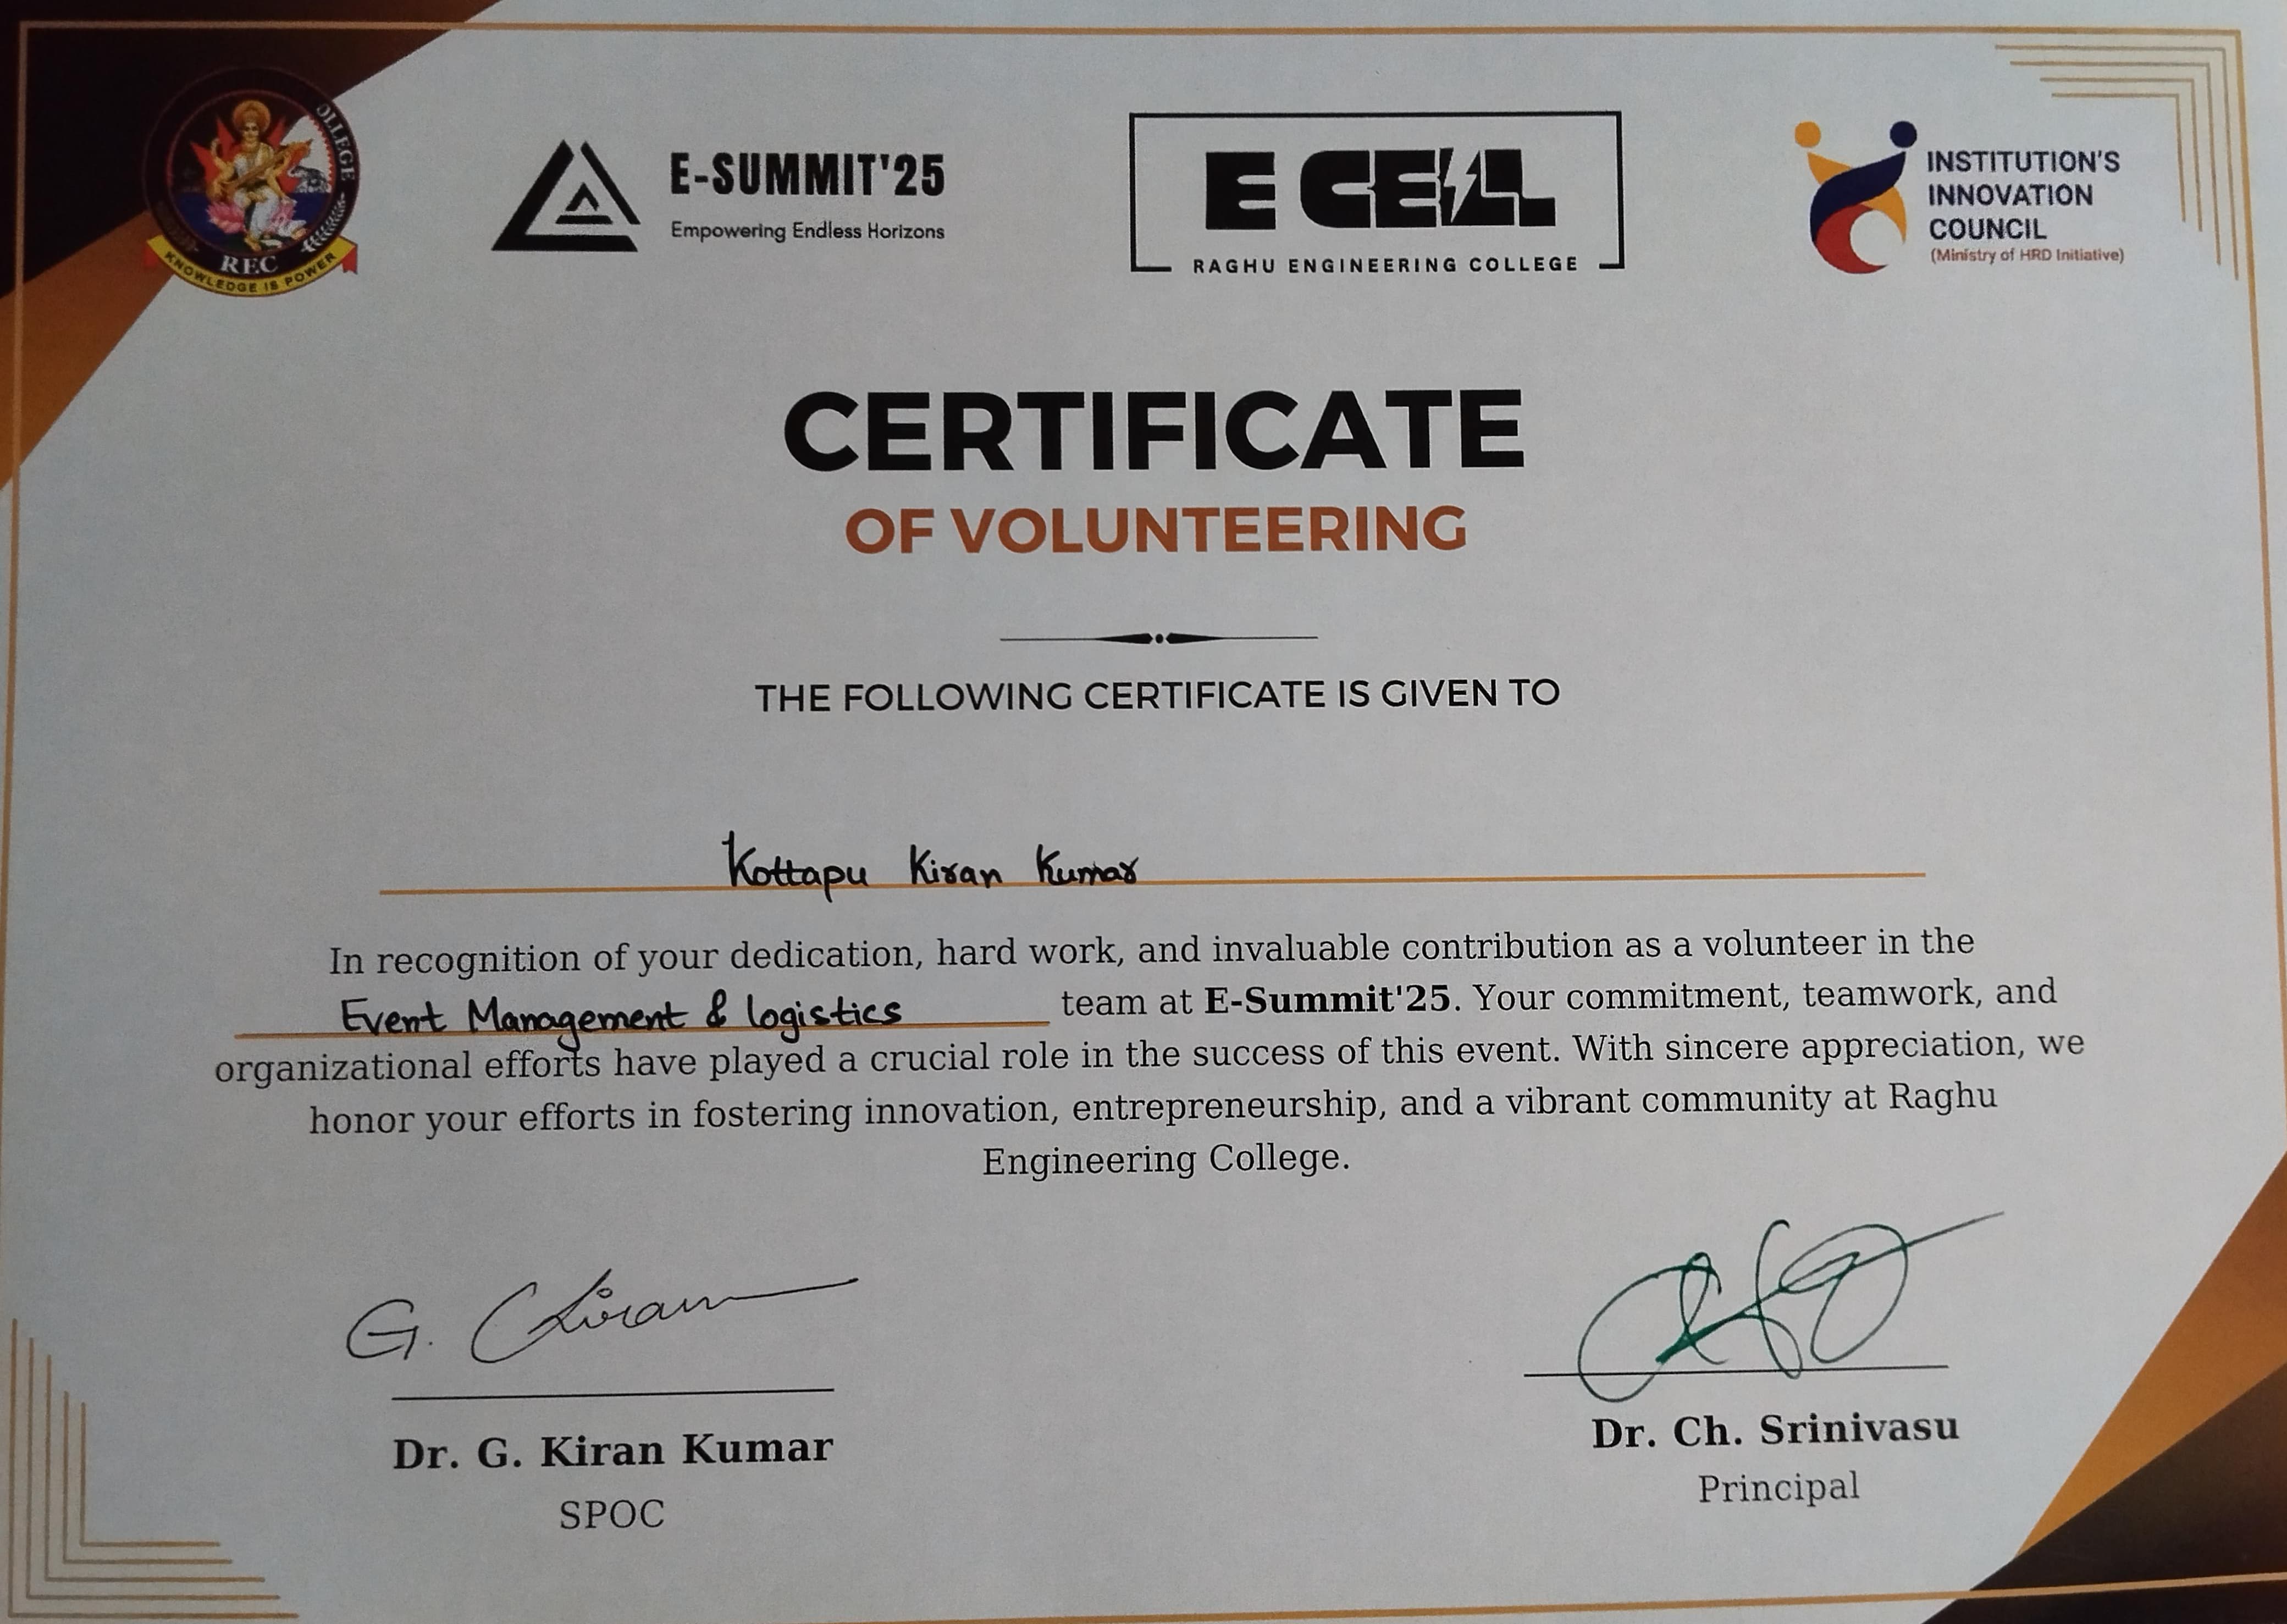 OLLEGE
REC
KNOWLEDGE IS POWER
E-SUMMIT'25
Empowering Endless Horizons
E CELL
RAGHU ENGINEERING COLLEGE
INSTITUTION'S
INNOVATION
COUNCIL
(Ministry of HRD Initiative)
CERTIFICATE
OF VOLUNTEERING
THE FOLLOWING CERTIFICATE IS GIVEN TO
Kottapu Kiran Kumar
In recognition of your dedication, hard work, and invaluable contribution as a volunteer in the
Event Management & logistics team at E-Summit'25. Your commitment, teamwork, and
organizational efforts have played a crucial role in the success of this event. With sincere appreciation, we
honor your efforts in fostering innovation, entrepreneurship, and a vibrant community at Raghu
Engineering College.
G. Kiran
Dr. G. Kiran Kumar
SPOC
Dr. Ch. Srinivasu
Principal